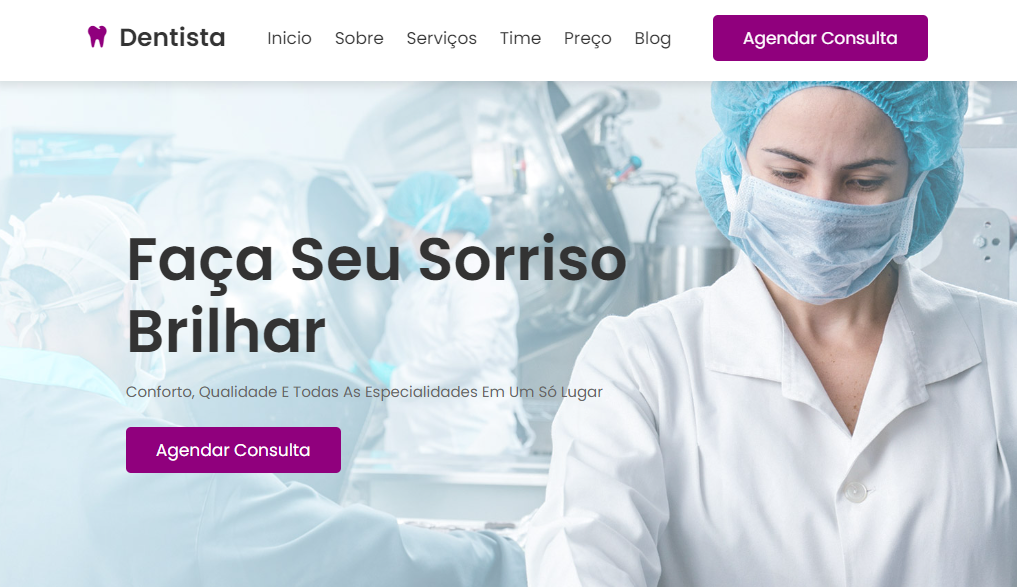 Dentista
Inicio
Sobre
Serviços
Time
Preço
Blog
Agendar Consulta
Faça Seu Sorriso
Brilhar
Conforto, Qualidade E Todas As Especialidades Em Um Só Lugar
Agendar Consulta